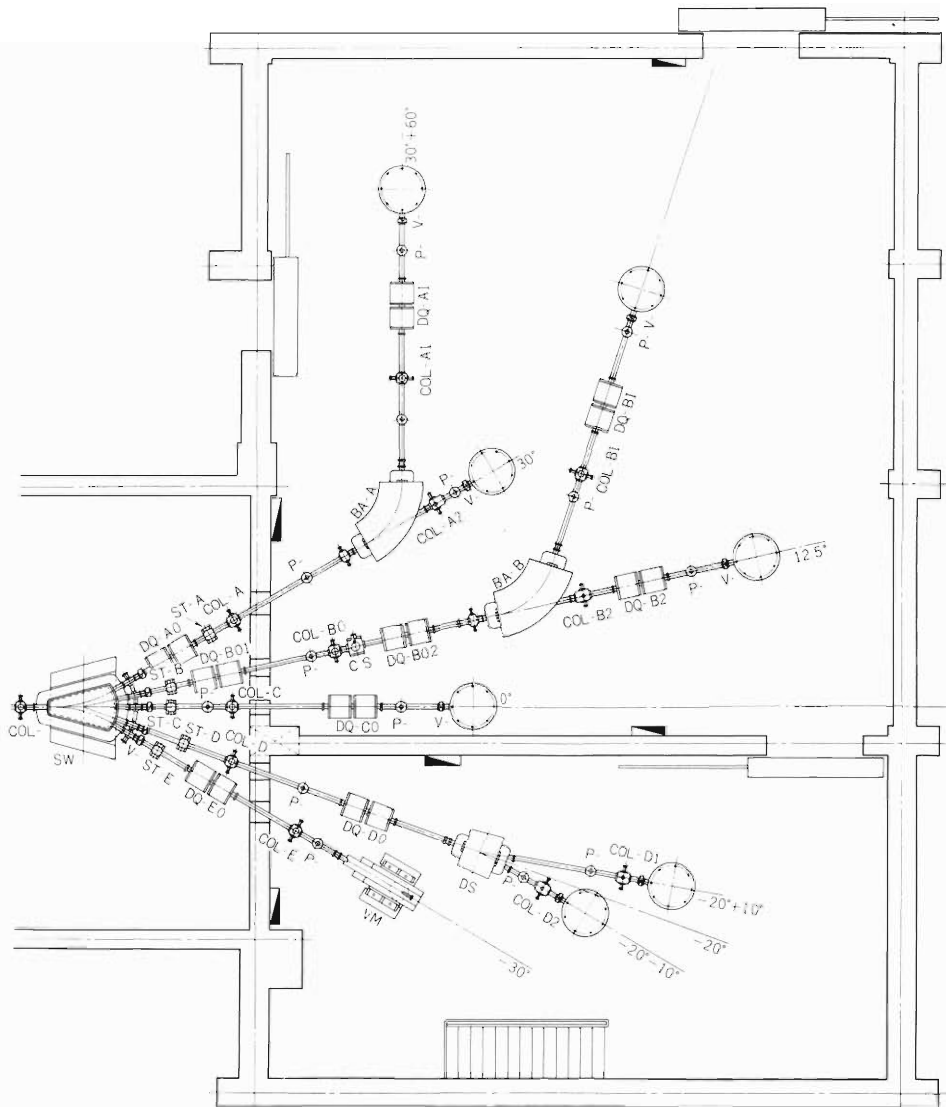 30°+60°
V-
P-
DQ-A1
COL-A1
P-V-
DQ-B1
COL B1
P-
BA-A
P-
V-
30°
COL-A2
P-
ST-A
COL-A
DQ-A0
BA-B
12.5°
V-
P-
DQ-B2
COL-B2
COL-B0
CS
DQ-B02
P-
DQ-B01
ST-B
P-
COL-C
0°
V-
P-
DQ-C0
ST-C
COL-
SW
V-
ST-D
COL-D
ST E
DQ-E0
P
DQ-D0
COL-E
P-
VM
DS
P-
COL-D1
P-
COL-D2
-20°+10°
-20°
-20°-10°
-30°